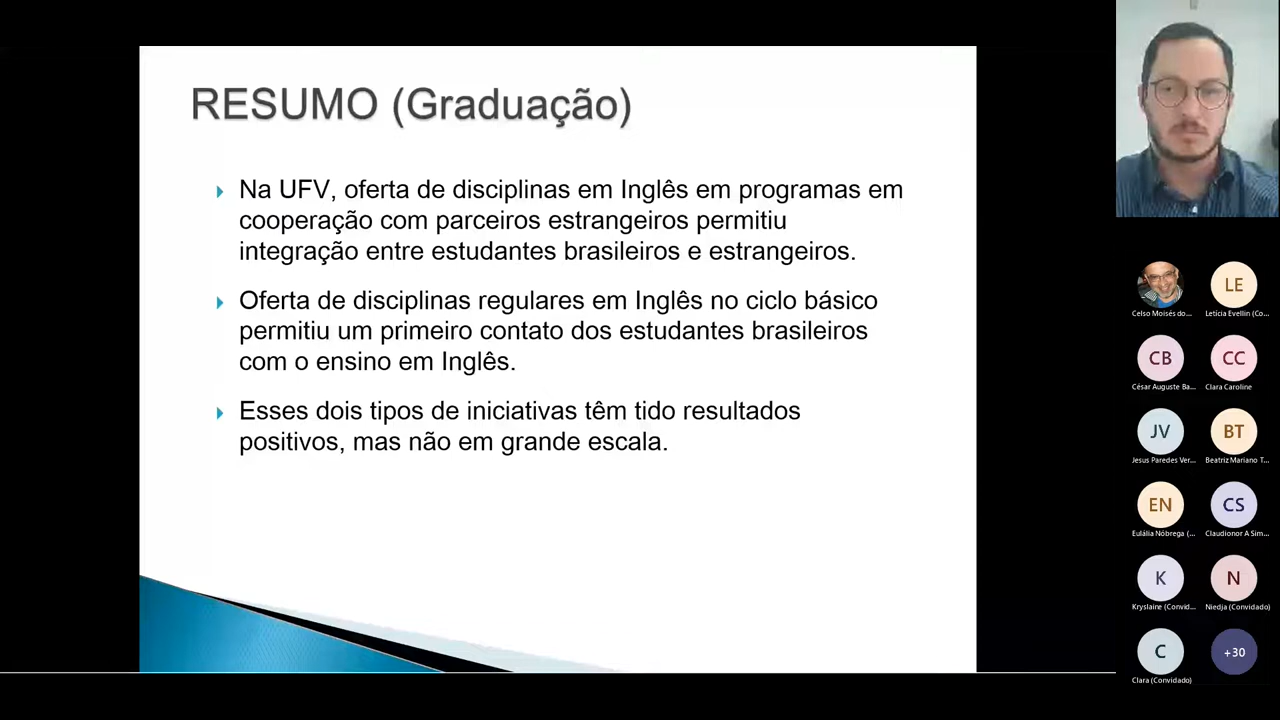 RESUMO (Graduação)
Na UFV, oferta de disciplinas em Inglês em programas em
cooperação com parceiros estrangeiros permitiu
integração entre estudantes brasileiros e estrangeiros.
Oferta de disciplinas regulares em Inglês no ciclo básico
permitiu um primeiro contato dos estudantes brasileiros
com o ensino em Inglês.
Esses dois tipos de iniciativas têm tido resultados
positivos, mas não em grande escala.
LE
Celso Moisés do...
Letícia Evellin (Co...
CB
CC
César Auguste Ba...
Clara Caroline
JV
BT
Jesus Paredes Ver...
Beatriz Mariano T...
EN
CS
Eulália Nóbrega (...
Claudionor A Sim...
K
N
Kryslaine (Convid...
Niedja (Convidado)
C
+30
Clara (Convidado)